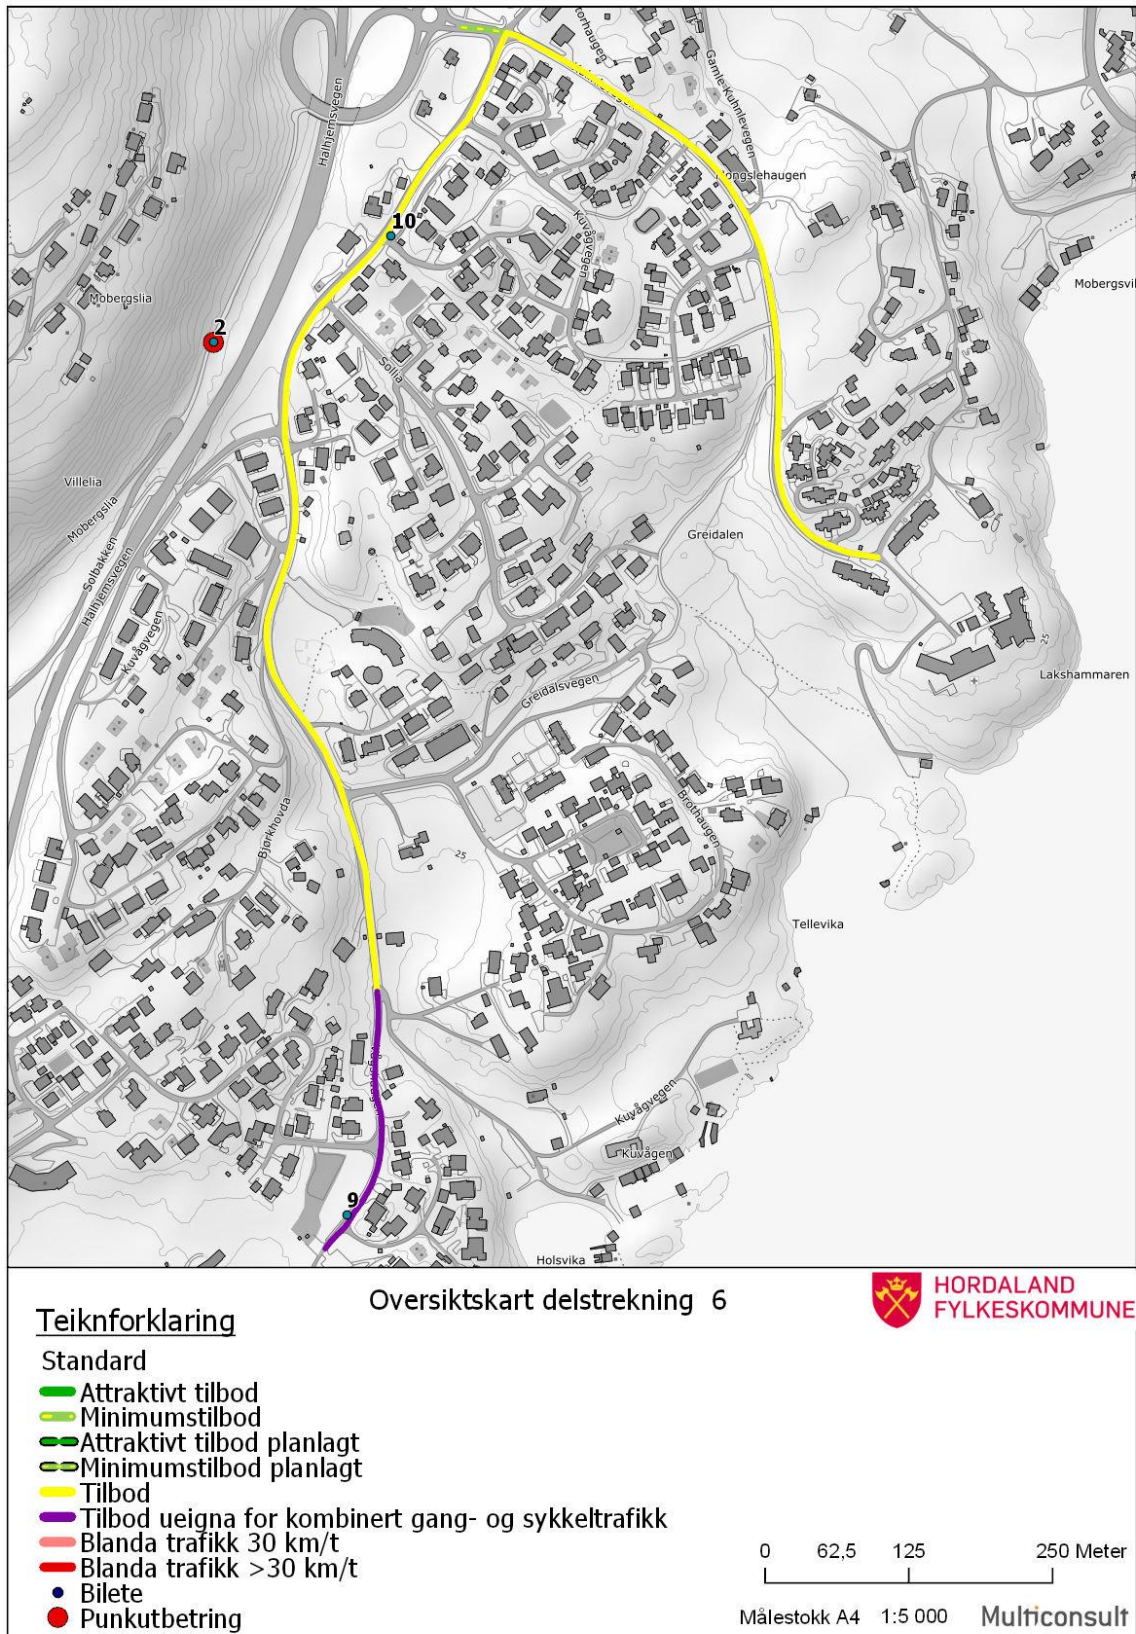 Gamle Kuhnlevegen
Halhjemsvegen
Hongslehaugen
10
Kuvågvegen
Mobergslia
2
Sollia
Villelia
Mobergslia
Solbakken
Halhjemsvegen
Greidalen
Kuvågvegen
25
Lakshammaren
Greidalsvegen
Bjørkhovda
Brothaugen
25
Tellevika
Kuvågvegen
Kuvågen
9
Holsvika
Oversiktskart delstrekning 6
HORDALAND
FYLKESKOMMUNE
Teiknforklaring
Standard
Attraktivt tilbod
Minimumstilbod
Attraktivt tilbod planlagt
Minimumstilbod planlagt
Tilbod
Tilbod ueigna for kombinert gang- og sykkeltrafikk
Blanda trafikk 30 km/t
Blanda trafikk >30 km/t
Bilete
Punkutbetring
0 62,5 125 250 Meter
Målestokk A4 1:5 000
Multiconsult